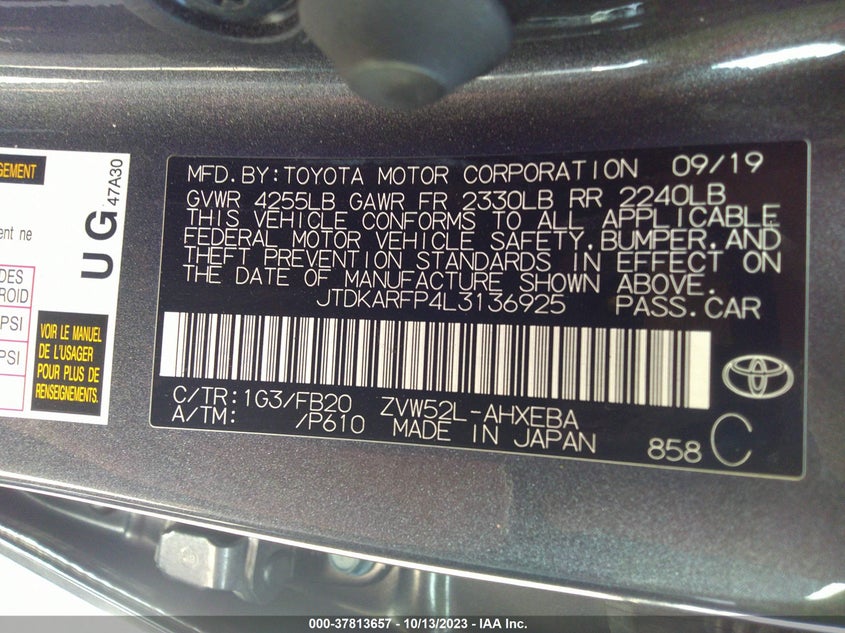 GEMENT
47A30
UG
nt ne
DES
ROID
PSI
PSI
VOIR LE MANUEL
DE L'USAGER
POUR PLUS DE
RENSEIGNEMENTS.
MFD.BY:TOYOTA MOTOR CORPORATION 09/19
GVWR 4255LB GAWR FR 2330LB RR 2240LB
THIS VEHICLE CONFORMS TO ALL APPLICABLE
FEDERAL MOTOR VEHICLE SAFETY,BUMPER,AND
THEFT PREVENTION STANDARDS IN EFFECT ON
THE DATE OF MANUFACTURE SHOWN ABOVE.
JTDKARFP4L3136925 PASS.CAR
C/TR:1G3/FB20 ZVW52L-AHXEBA
A/TM: /P610 MADE IN JAPAN 858 C
000-37813657 - 10/13/2023 - IAA Inc.